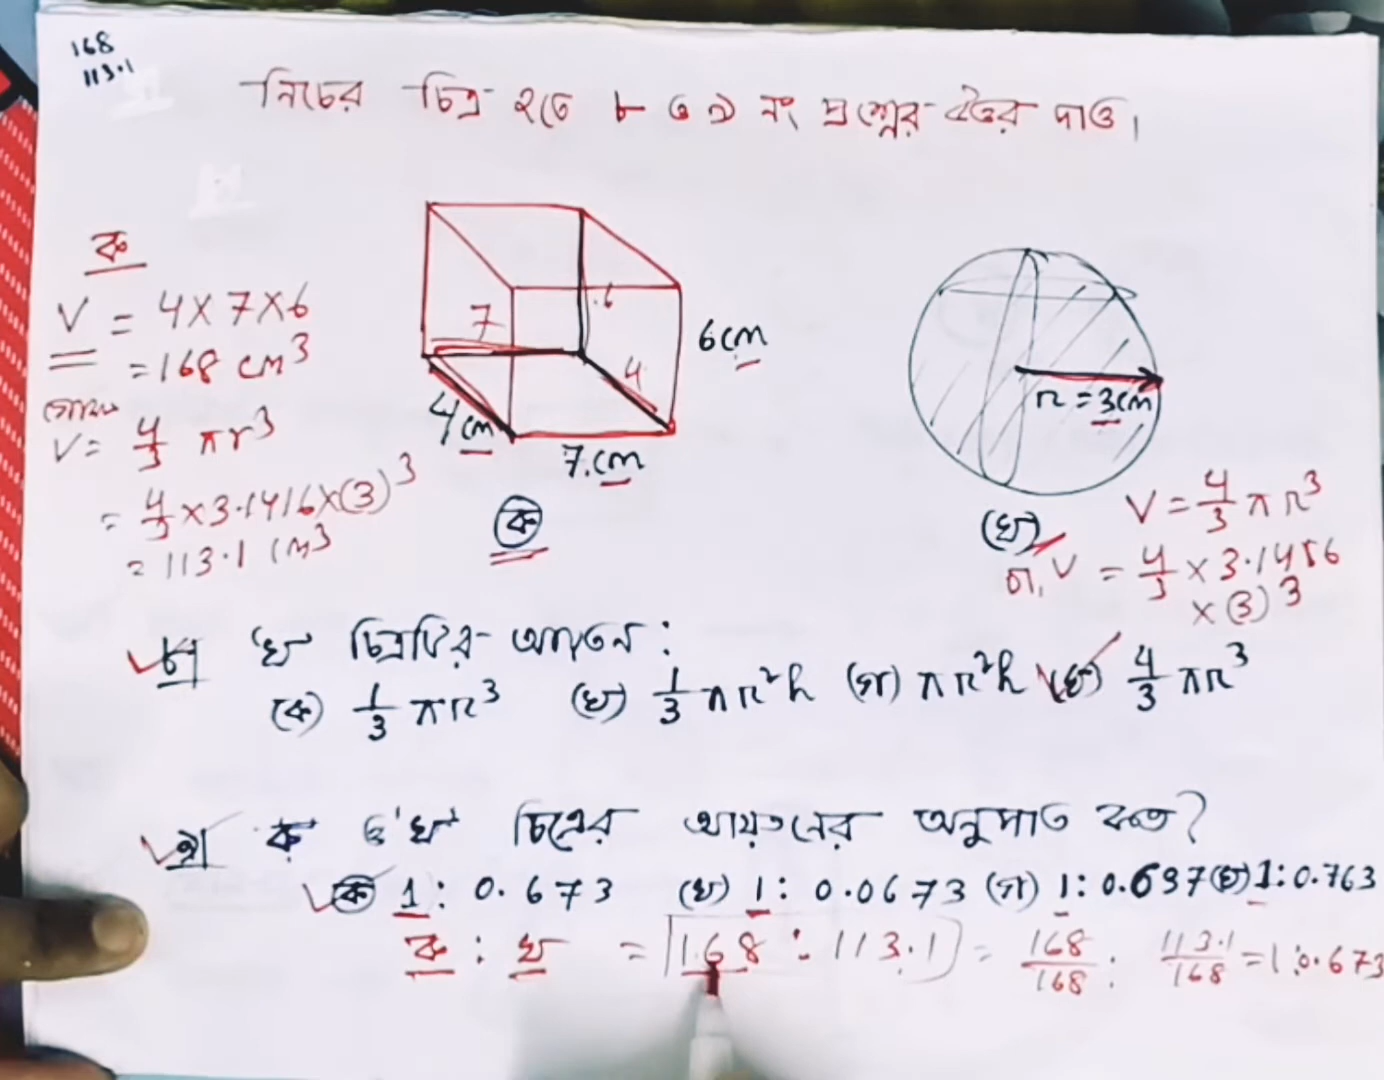 168
113.1
নিচের চিত্র হতে ৮ ও ৯ নং প্রশ্নের উত্তর দাও।
ক
V = 4 X 7 X 6
= 168 cm³
গোলক
V = 4/3 πr³
= 4/3 × 3.1416 × (3)³
= 113.1 cm³
7
6
4
6cm
4cm
7.cm
(ক)
r = 3cm
(খ)
V = 4/3 πr³
বা, V = 4/3 × 3.1456
× (3)³
৮। 'খ' চিত্রটির আয়তন:
(ক) 1/3 πr³ (খ) 1/3 πr²h (গ) πr²h (ঘ) 4/3 πr³
৯। ক ও 'খ' চিত্রের আয়তনের অনুপাত কত?
(ক) 1: 0.673 (খ) 1: 0.0673 (গ) 1: 0.697 (ঘ) 1:0.763
ক : খ = 168 : 113.1 = 168/168 : 113.1/168 = 1:0.673